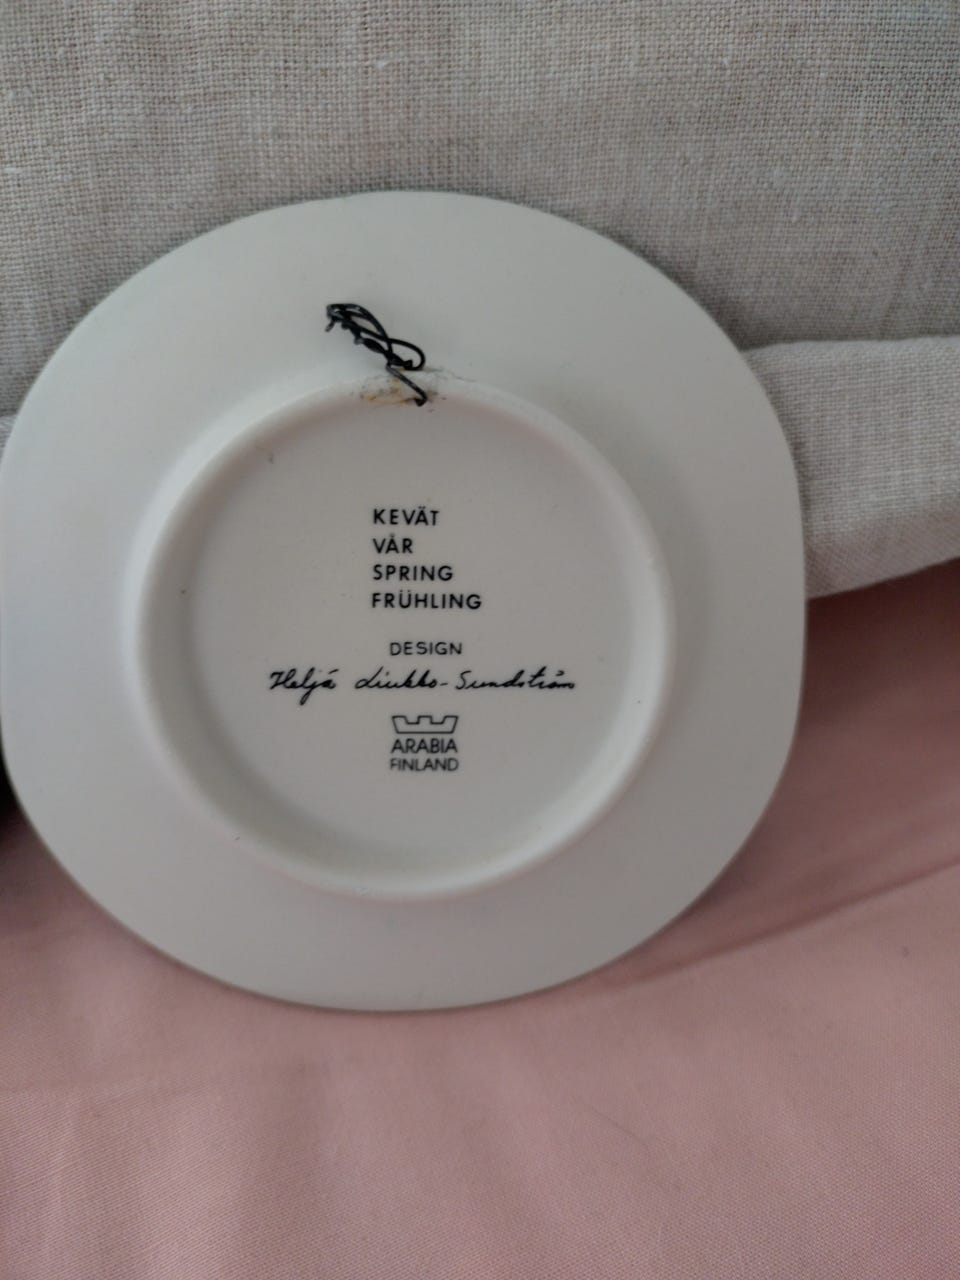 KEVÄT
VÅR
SPRING
FRÜHLING
DESIGN
Heljä Liukko-Sundström
ARABIA
FINLAND